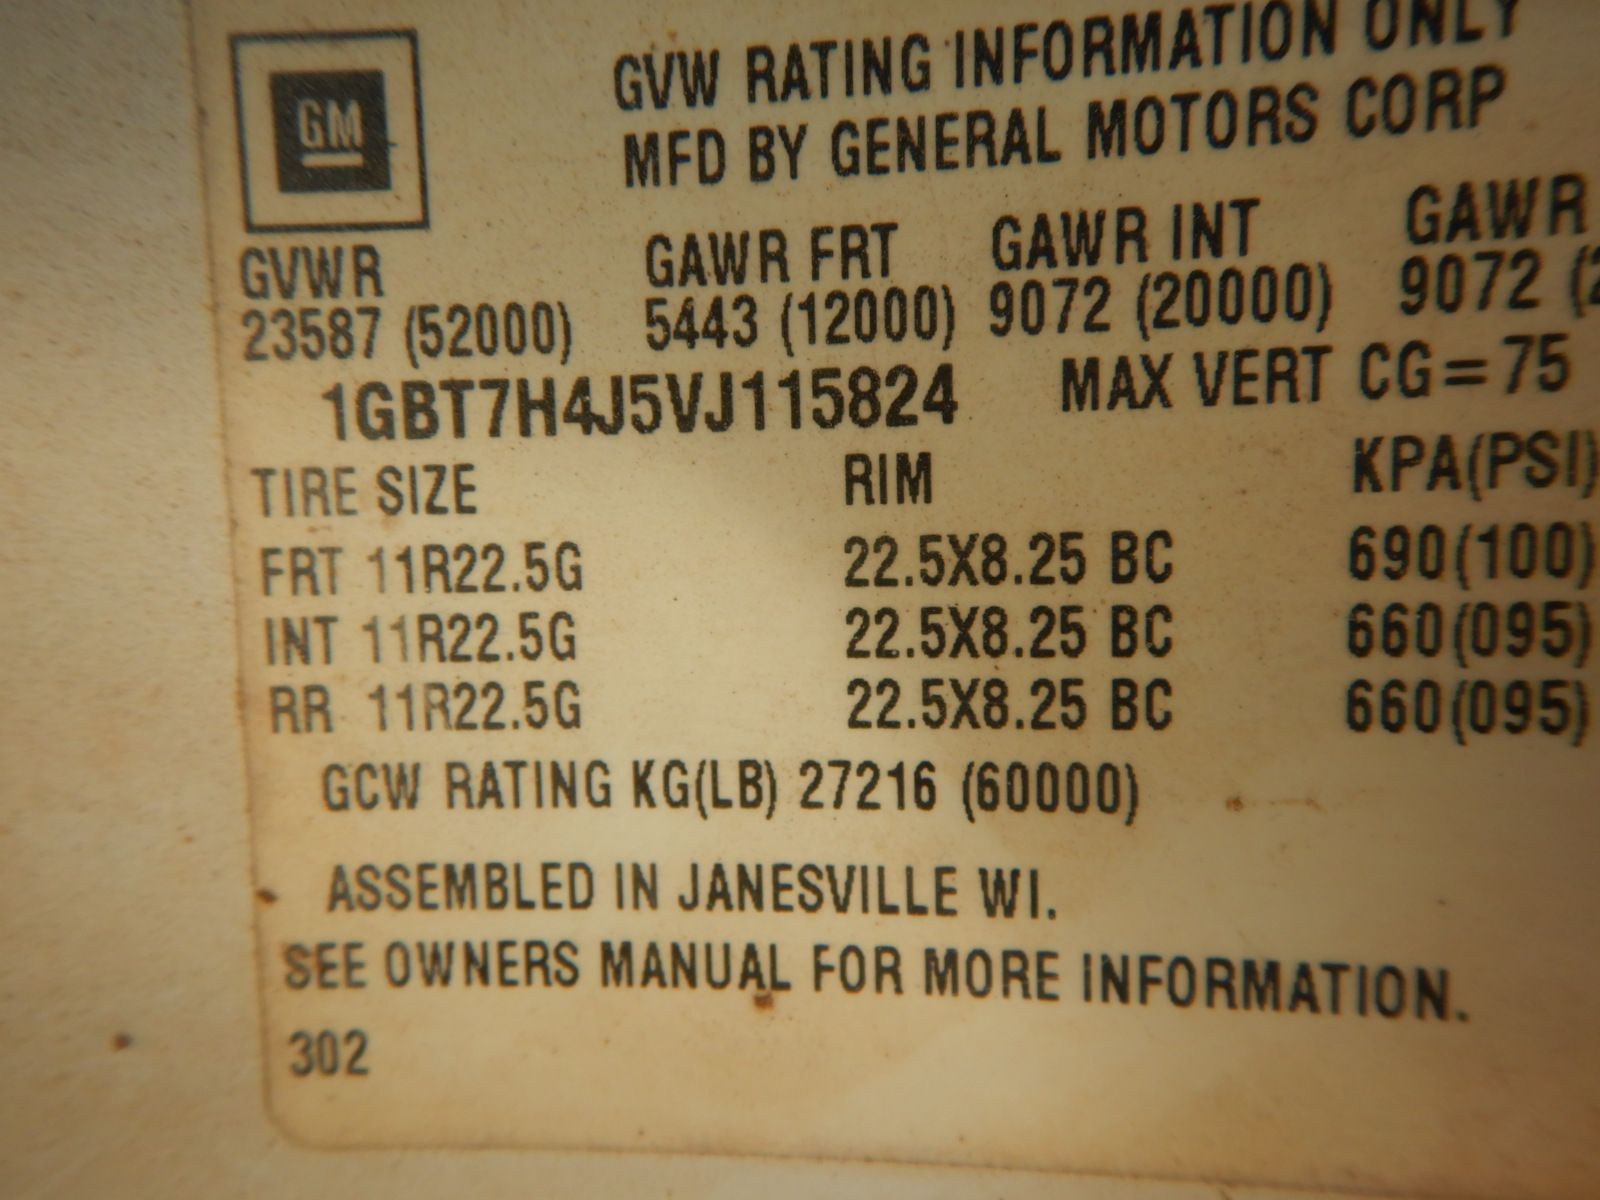 GM
GVW RATING INFORMATION ONLY
MFD BY GENERAL MOTORS CORP
GVWR GAWR FRT GAWR INT GAWR
23587 (52000) 5443 (12000) 9072 (20000) 9072
1GBT7H4J5VJ115824 MAX VERT CG=75
TIRE SIZE RIM KPA(PSI)
FRT 11R22.5G 22.5X8.25 BC 690(100)
INT 11R22.5G 22.5X8.25 BC 660(095)
RR 11R22.5G 22.5X8.25 BC 660(095)
GCW RATING KG(LB) 27216 (60000)
ASSEMBLED IN JANESVILLE WI.
SEE OWNERS MANUAL FOR MORE INFORMATION.
302